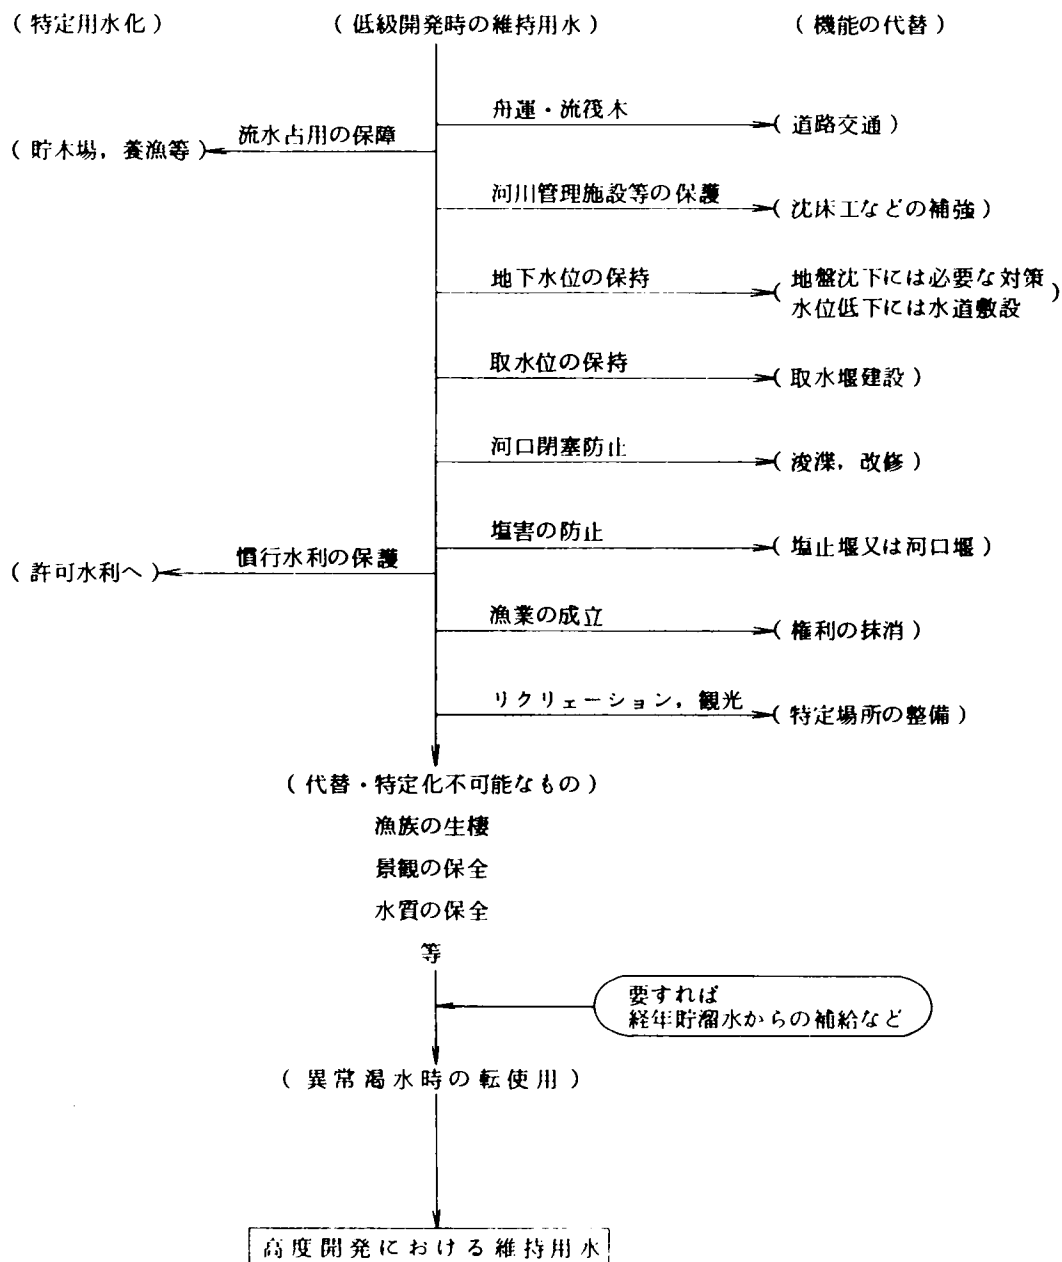 （特定用水化）
（低級開発時の維持用水）
（機能の代替）
舟運・流筏木
（道路交通）
流水占用の保障
（貯木場，養漁等）
河川管理施設等の保護
（沈床工などの補強）
地下水位の保持
（地盤沈下には必要な対策
水位低下には水道敷設）
取水位の保持
（取水堰建設）
河口閉塞防止
（浚渫，改修）
塩害の防止
（塩止堰又は河口堰）
慣行水利の保護
（許可水利へ）
漁業の成立
（権利の抹消）
リクリェーション，観光
（特定場所の整備）
（代替・特定化不可能なもの）
漁族の生棲
景観の保全
水質の保全
等
要すれば
経年貯溜水からの補給など
（異常渇水時の転使用）
高度開発における維持用水